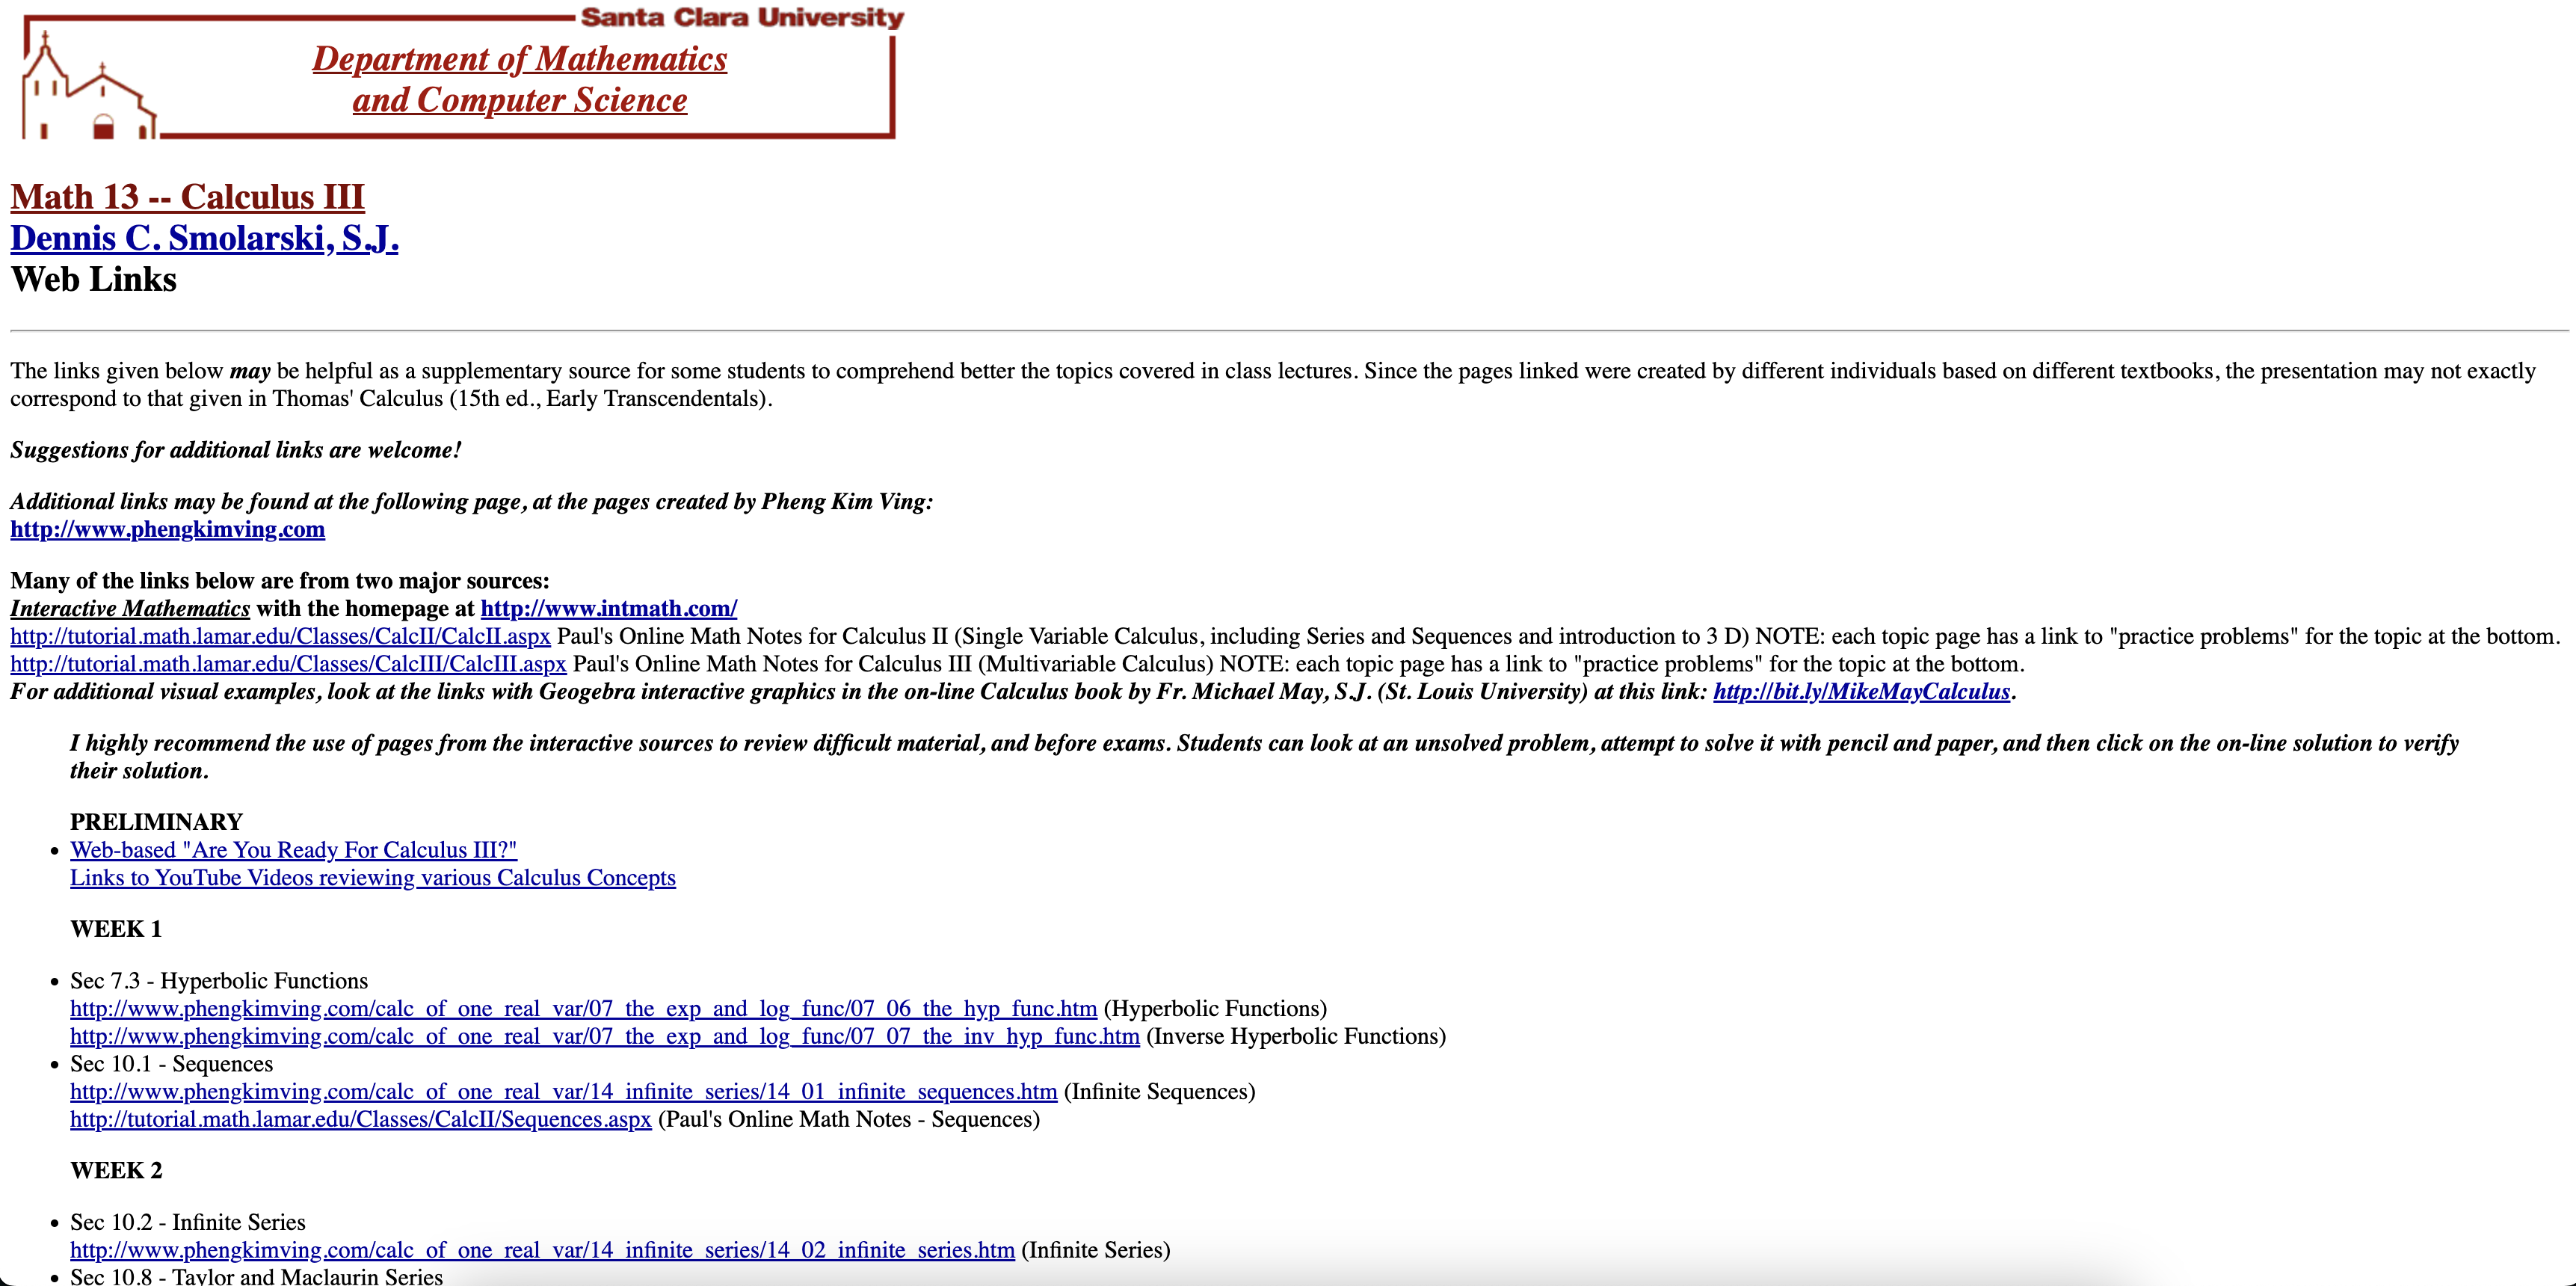 Santa Clara University
Department of Mathematics
and Computer Science
Math 13 -- Calculus III
Dennis C. Smolarski, S.J.
Web Links
The links given below may be helpful as a supplementary source for some students to comprehend better the topics covered in class lectures. Since the pages linked were created by different individuals based on different textbooks, the presentation may not exactly
correspond to that given in Thomas' Calculus (15th ed., Early Transcendentals).
Suggestions for additional links are welcome!
Additional links may be found at the following page, at the pages created by Pheng Kim Ving:
http://www.phengkimving.com
Many of the links below are from two major sources:
Interactive Mathematics with the homepage at http://www.intmath.com/
http://tutorial.math.lamar.edu/Classes/CalcII/CalcII.aspx Paul's Online Math Notes for Calculus II (Single Variable Calculus, including Series and Sequences and introduction to 3 D) NOTE: each topic page has a link to "practice problems" for the topic at the bottom.
http://tutorial.math.lamar.edu/Classes/CalcIII/CalcIII.aspx Paul's Online Math Notes for Calculus III (Multivariable Calculus) NOTE: each topic page has a link to "practice problems" for the topic at the bottom.
For additional visual examples, look at the links with Geogebra interactive graphics in the on-line Calculus book by Fr. Michael May, S.J. (St. Louis University) at this link: http://bit.ly/MikeMayCalculus.
I highly recommend the use of pages from the interactive sources to review difficult material, and before exams. Students can look at an unsolved problem, attempt to solve it with pencil and paper, and then click on the on-line solution to verify
their solution.
PRELIMINARY
• Web-based "Are You Ready For Calculus III?"
Links to YouTube Videos reviewing various Calculus Concepts
WEEK 1
• Sec 7.3 - Hyperbolic Functions
http://www.phengkimving.com/calc_of_one_real_var/07_the_exp_and_log_func/07_06_the_hyp_func.htm (Hyperbolic Functions)
http://www.phengkimving.com/calc_of_one_real_var/07_the_exp_and_log_func/07_07_the_inv_hyp_func.htm (Inverse Hyperbolic Functions)
• Sec 10.1 - Sequences
http://www.phengkimving.com/calc_of_one_real_var/14_infinite_series/14_01_infinite_sequences.htm (Infinite Sequences)
http://tutorial.math.lamar.edu/Classes/CalcII/Sequences.aspx (Paul's Online Math Notes - Sequences)
WEEK 2
• Sec 10.2 - Infinite Series
http://www.phengkimving.com/calc_of_one_real_var/14_infinite_series/14_02_infinite_series.htm (Infinite Series)
• Sec 10.8 - Taylor and Maclaurin Series